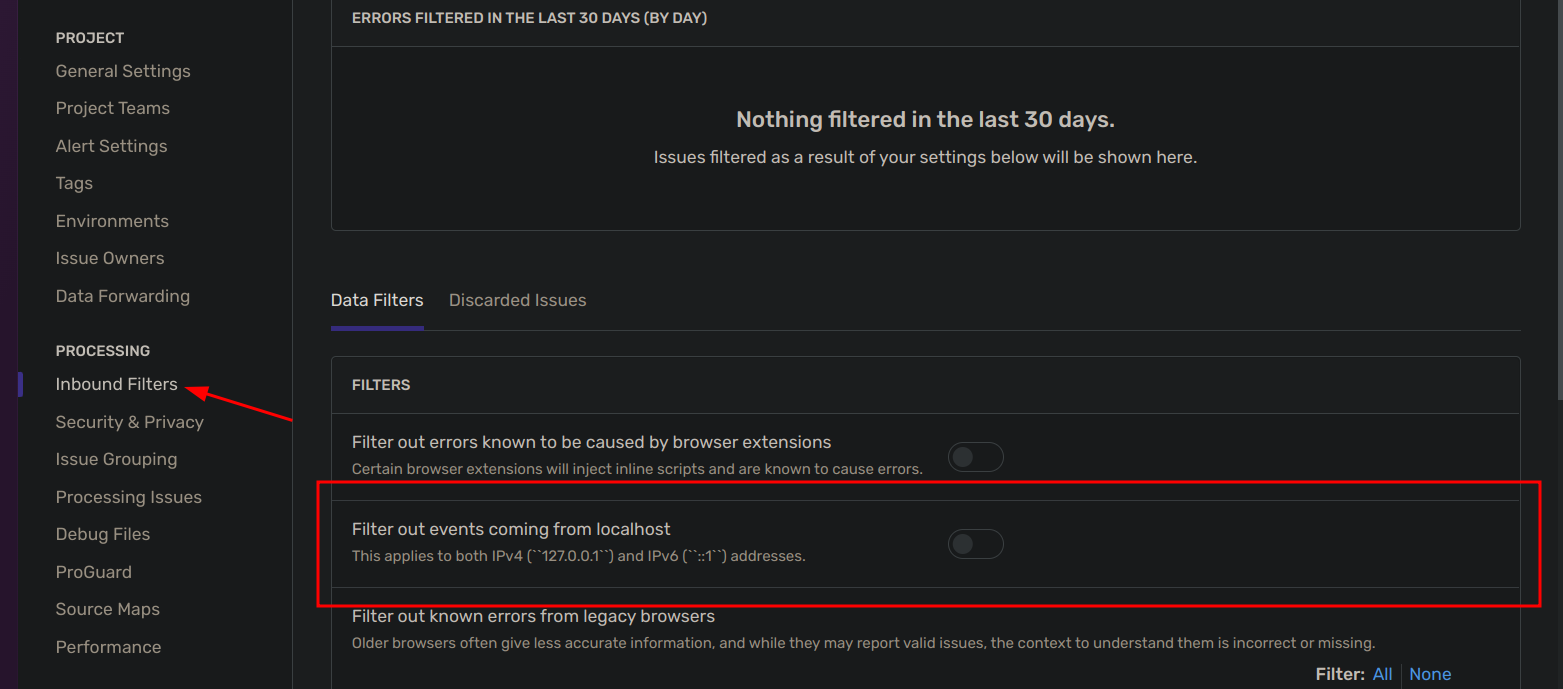 PROJECT
General Settings
Project Teams
Alert Settings
Tags
Environments
Issue Owners
Data Forwarding
PROCESSING
Inbound Filters
Security & Privacy
Issue Grouping
Processing Issues
Debug Files
ProGuard
Source Maps
Performance
ERRORS FILTERED IN THE LAST 30 DAYS (BY DAY)
Nothing filtered in the last 30 days.
Issues filtered as a result of your settings below will be shown here.
Data Filters
Discarded Issues
FILTERS
Filter out errors known to be caused by browser extensions
Certain browser extensions will inject inline scripts and are known to cause errors.
Filter out events coming from localhost
This applies to both IPv4 (``127.0.0.1``) and IPv6 (``::1``) addresses.
Filter out known errors from legacy browsers
Older browsers often give less accurate information, and while they may report valid issues, the context to understand them is incorrect or missing.
Filter: All | None